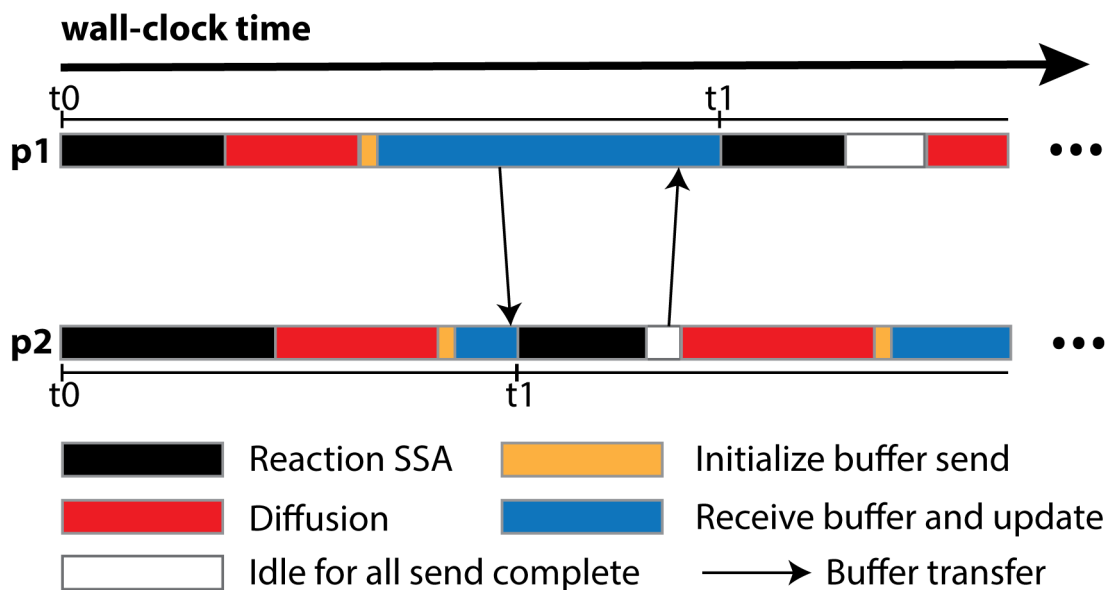 wall-clock time
t0 t1
p1 •••
p2 •••
t0 t1
Reaction SSA Initialize buffer send
Diffusion Receive buffer and update
Idle for all send complete Buffer transfer